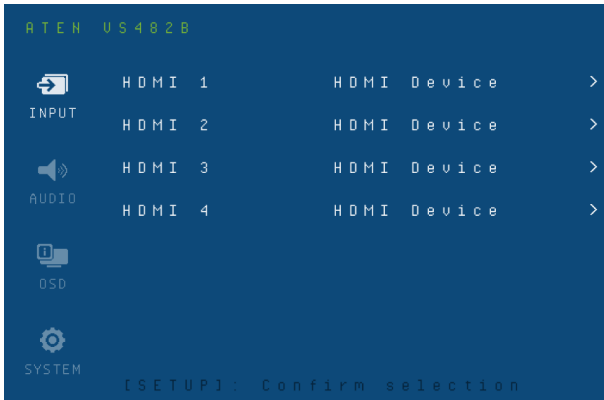 ATEN VS482B
INPUT
HDMI 1 HDMI Device >
HDMI 2 HDMI Device >
HDMI 3 HDMI Device >
HDMI 4 HDMI Device >
AUDIO
OSD
SYSTEM
[SETUP]: Confirm selection